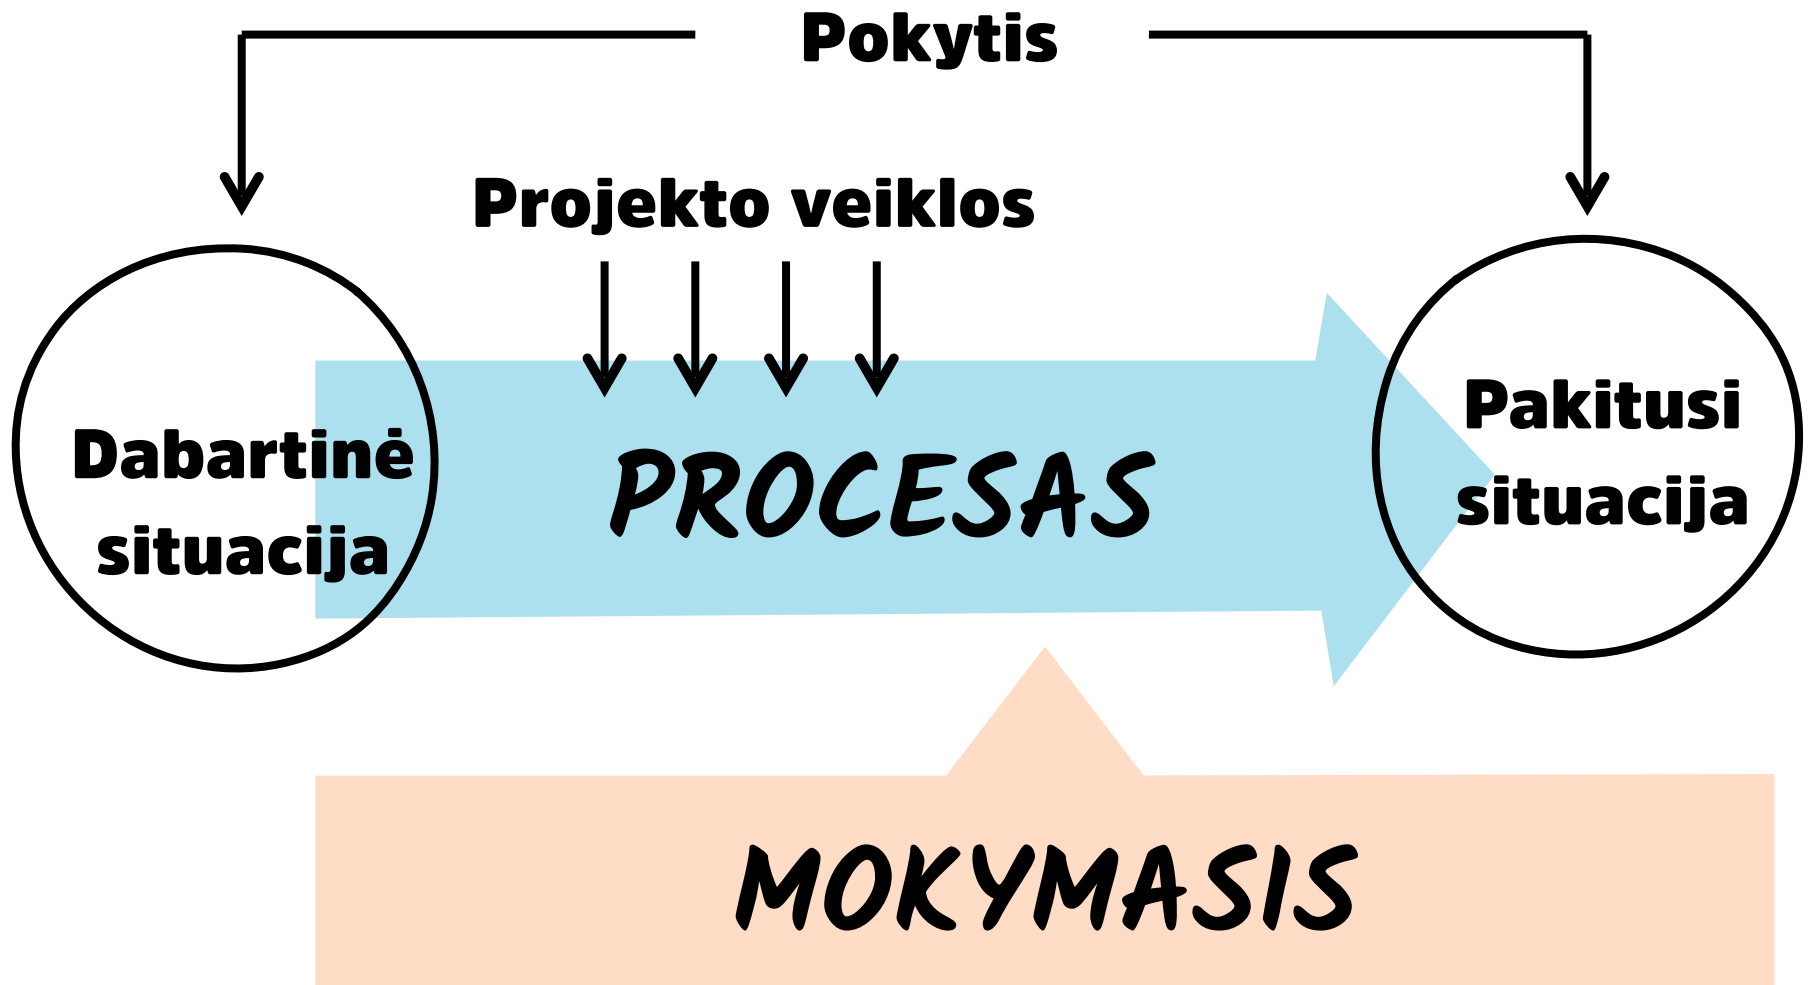 Pokytis
Projekto veiklos
Dabartinė
situacija
PROCESAS
Pakitusi
situacija
MOKYMASIS